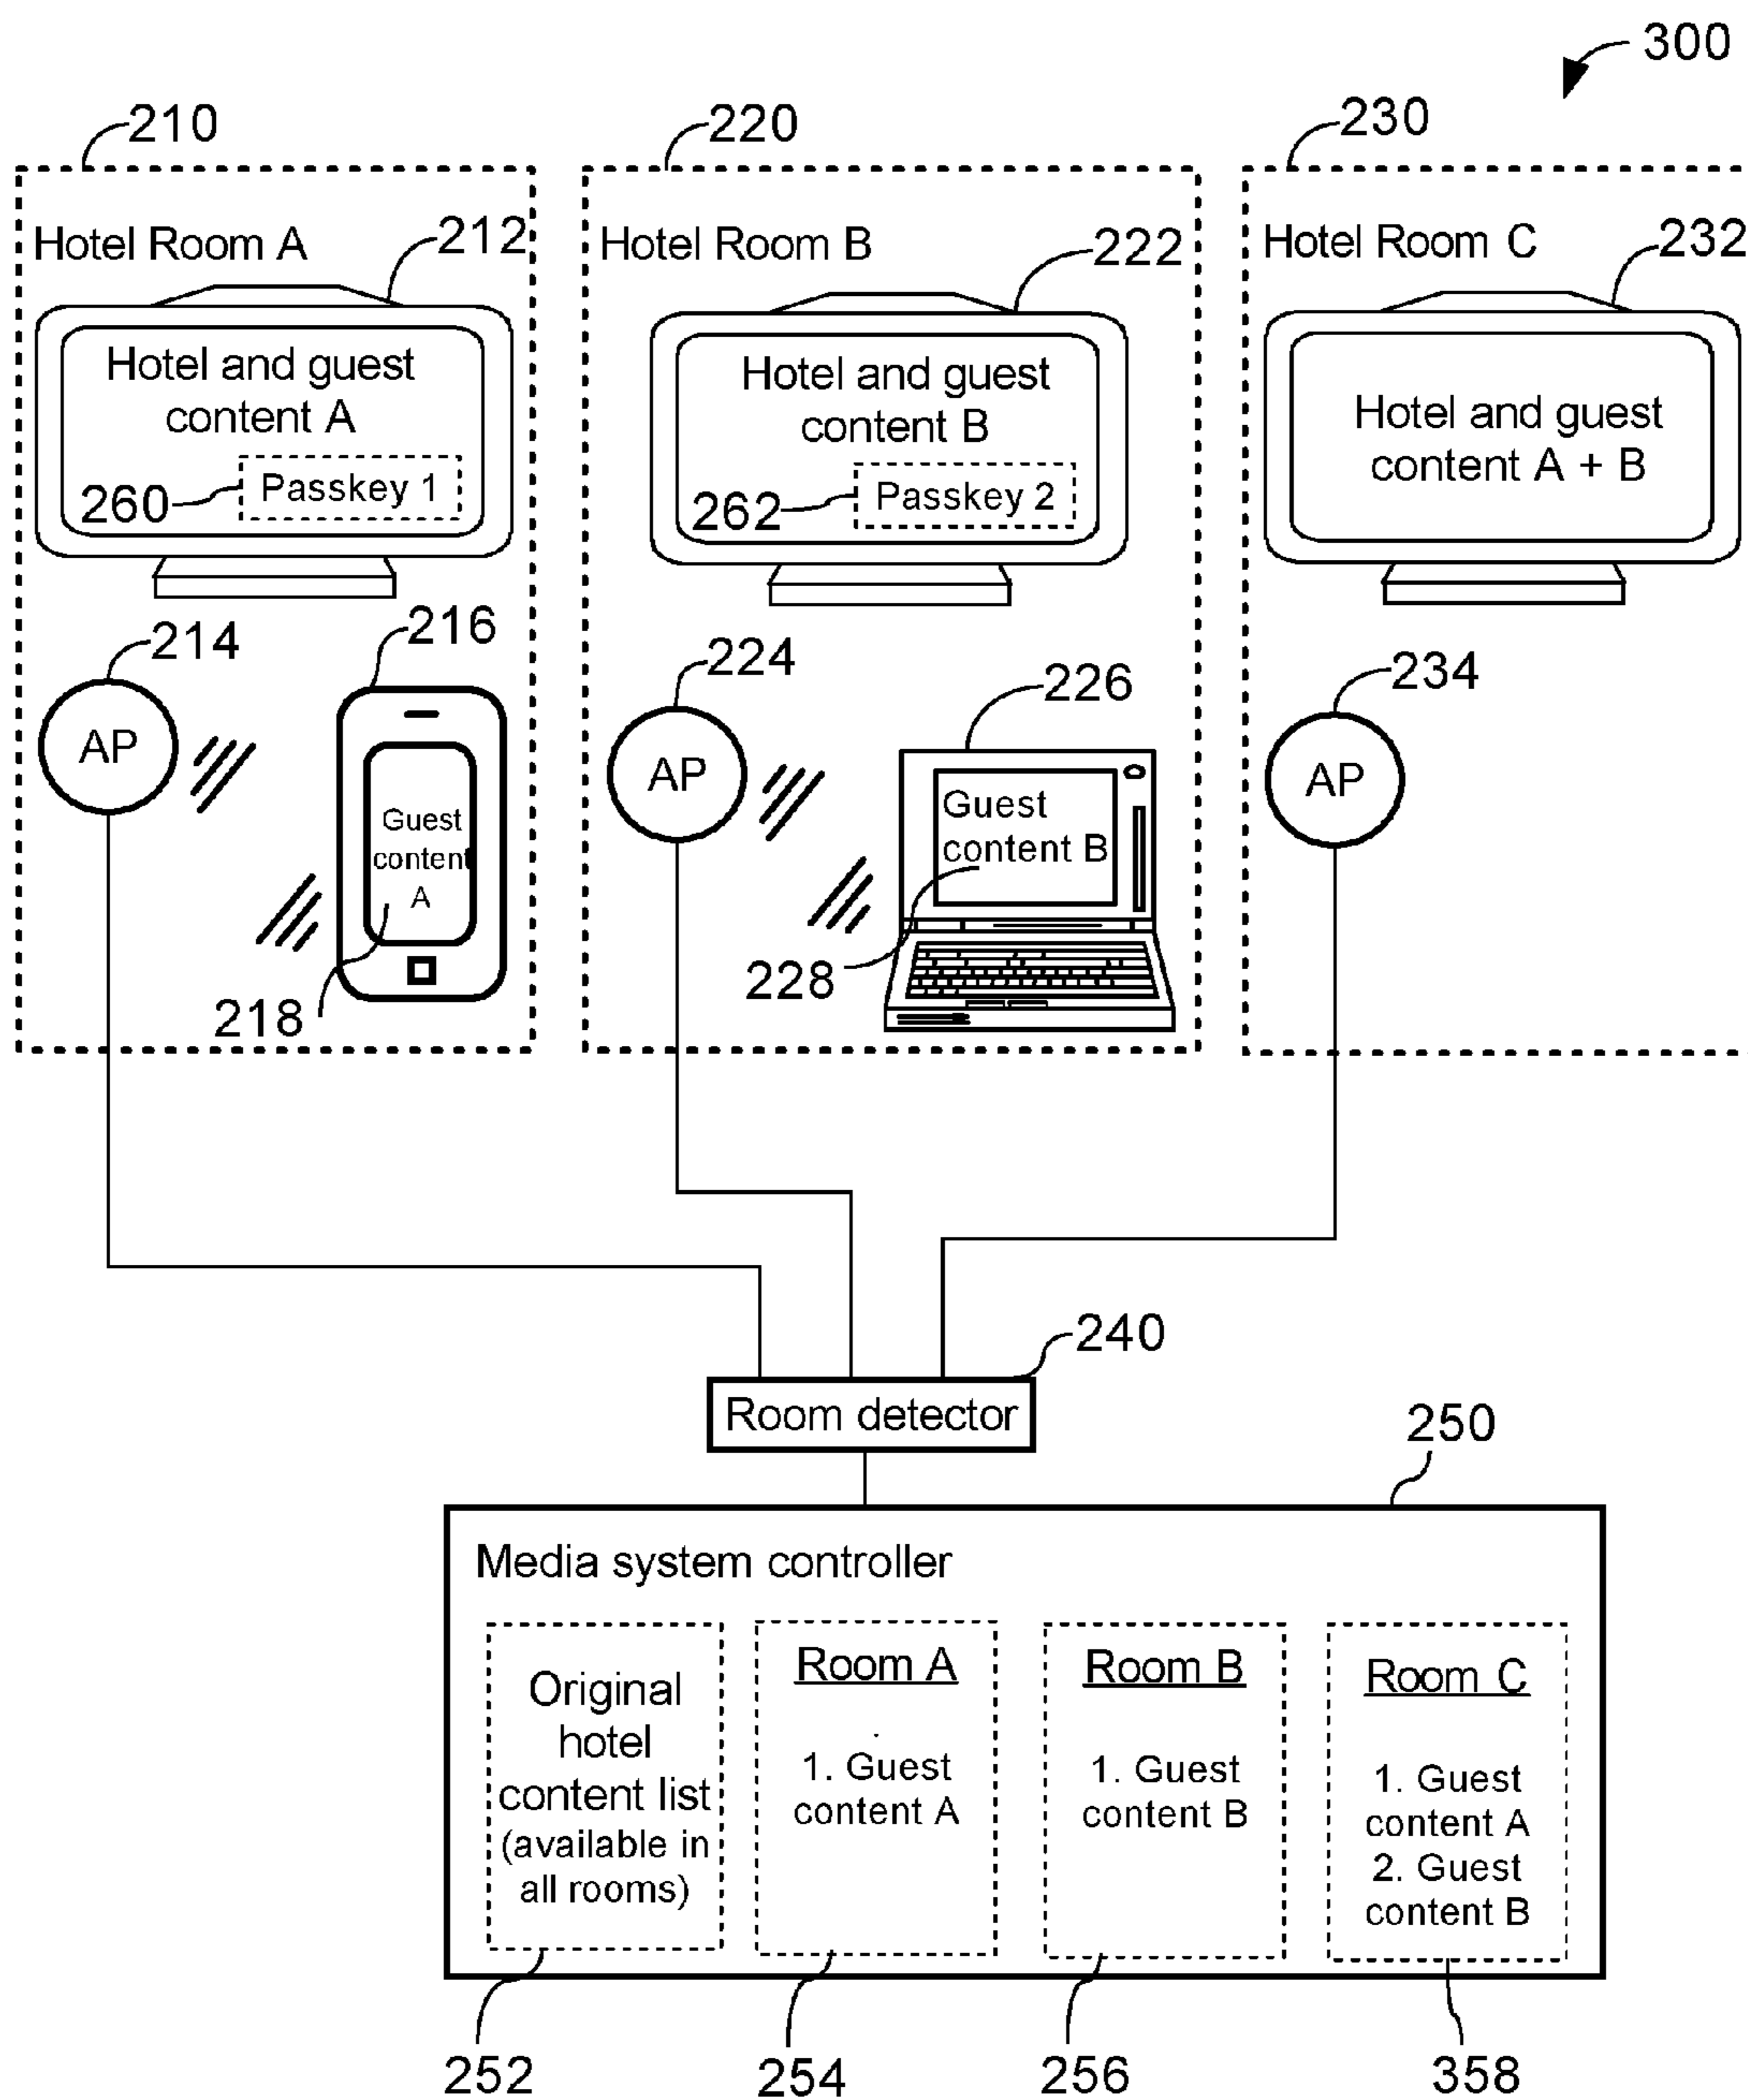 300
210
220
230
Hotel Room A
212
Hotel Room B
222
Hotel Room C
232
Hotel and guest
content A
260
Passkey 1
Hotel and guest
content B
262
Passkey 2
Hotel and guest
content A + B
214
AP
216
Guest
content
A
218
224
AP
226
Guest
content B
228
234
AP
240
Room detector
250
Media system controller
Original
hotel
content list
(available in
all rooms)
Room A
1. Guest
content A
Room B
1. Guest
content B
Room C
1. Guest
content A
2. Guest
content B
252
254
256
358